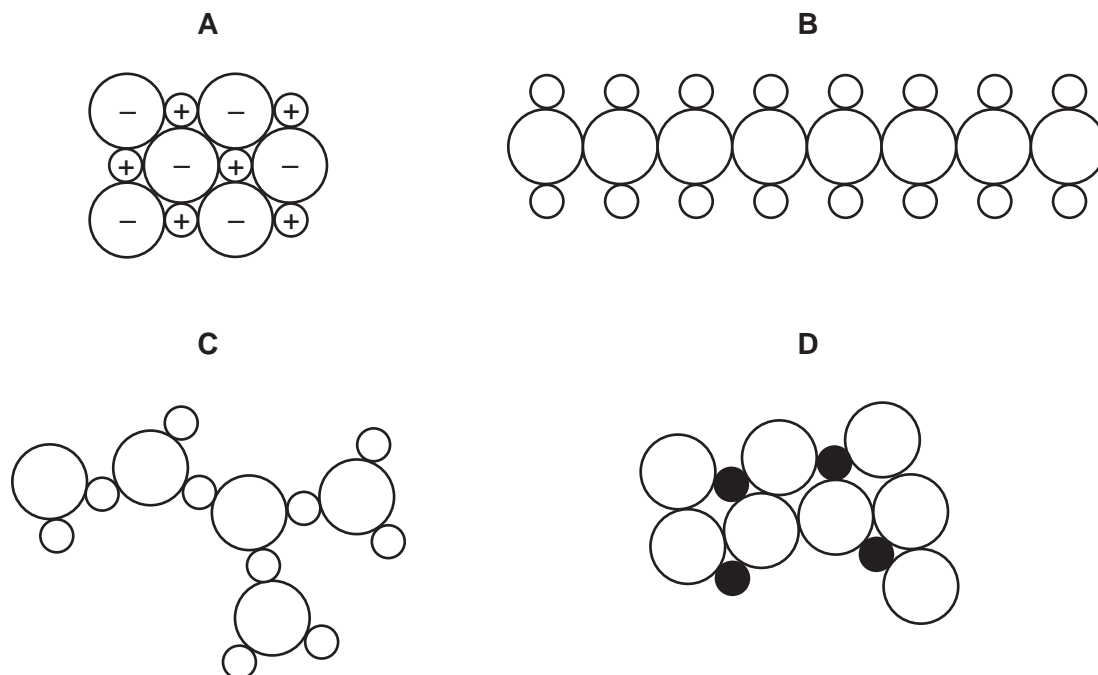 A B
− + − +
+ − + −
− + − +
C D